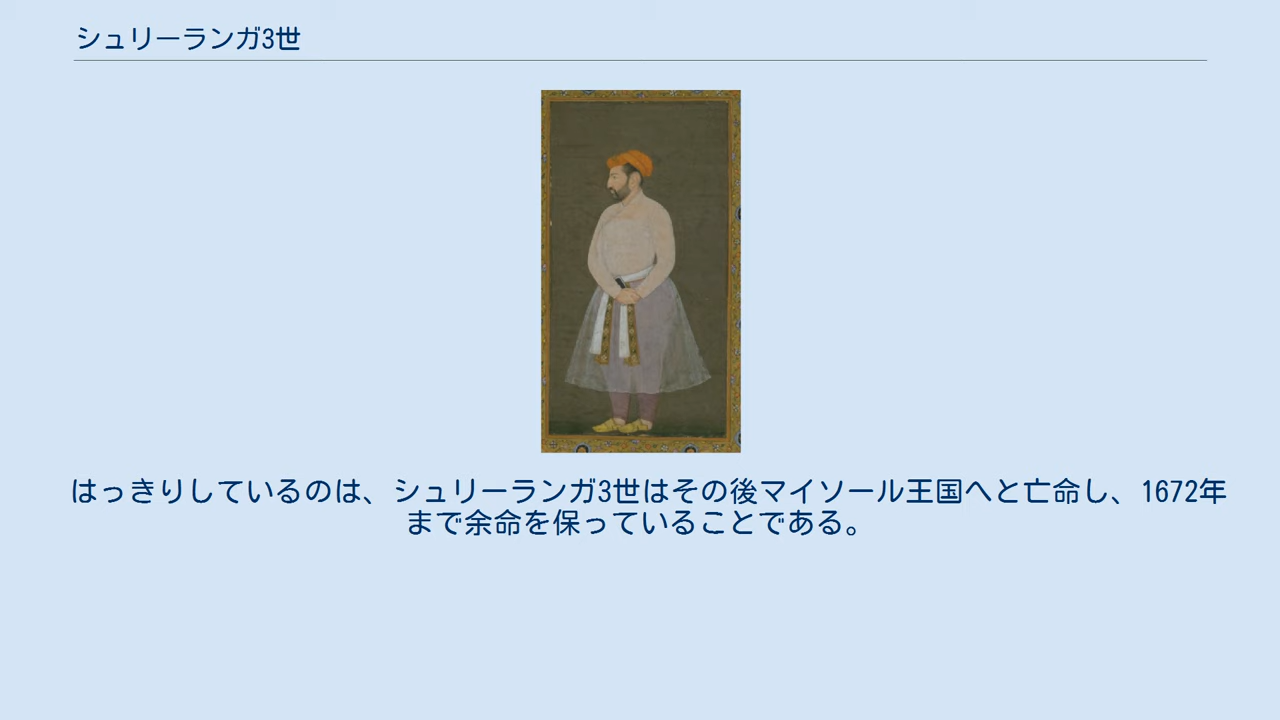 シュリーランガ3世
はっきりしているのは、シュリーランガ3世はその後マイソール王国へと亡命し、1672年
まで余命を保っていることである。